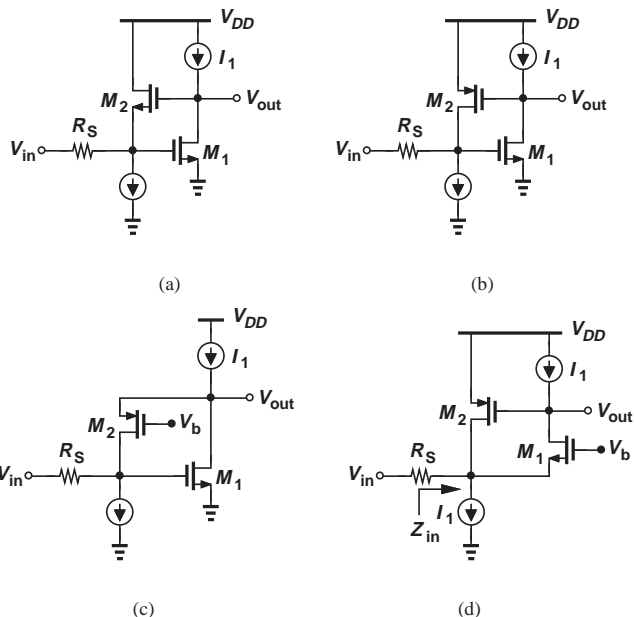 V_DD
I_1
M_2
V_out
R_S
V_in
M_1
(a)
V_DD
I_1
M_2
V_out
R_S
V_in
M_1
(b)
V_DD
I_1
V_out
M_2
V_b
R_S
V_in
M_1
(c)
V_DD
I_1
M_2
V_out
M_1
V_b
R_S
V_in
I_1
Z_in
(d)